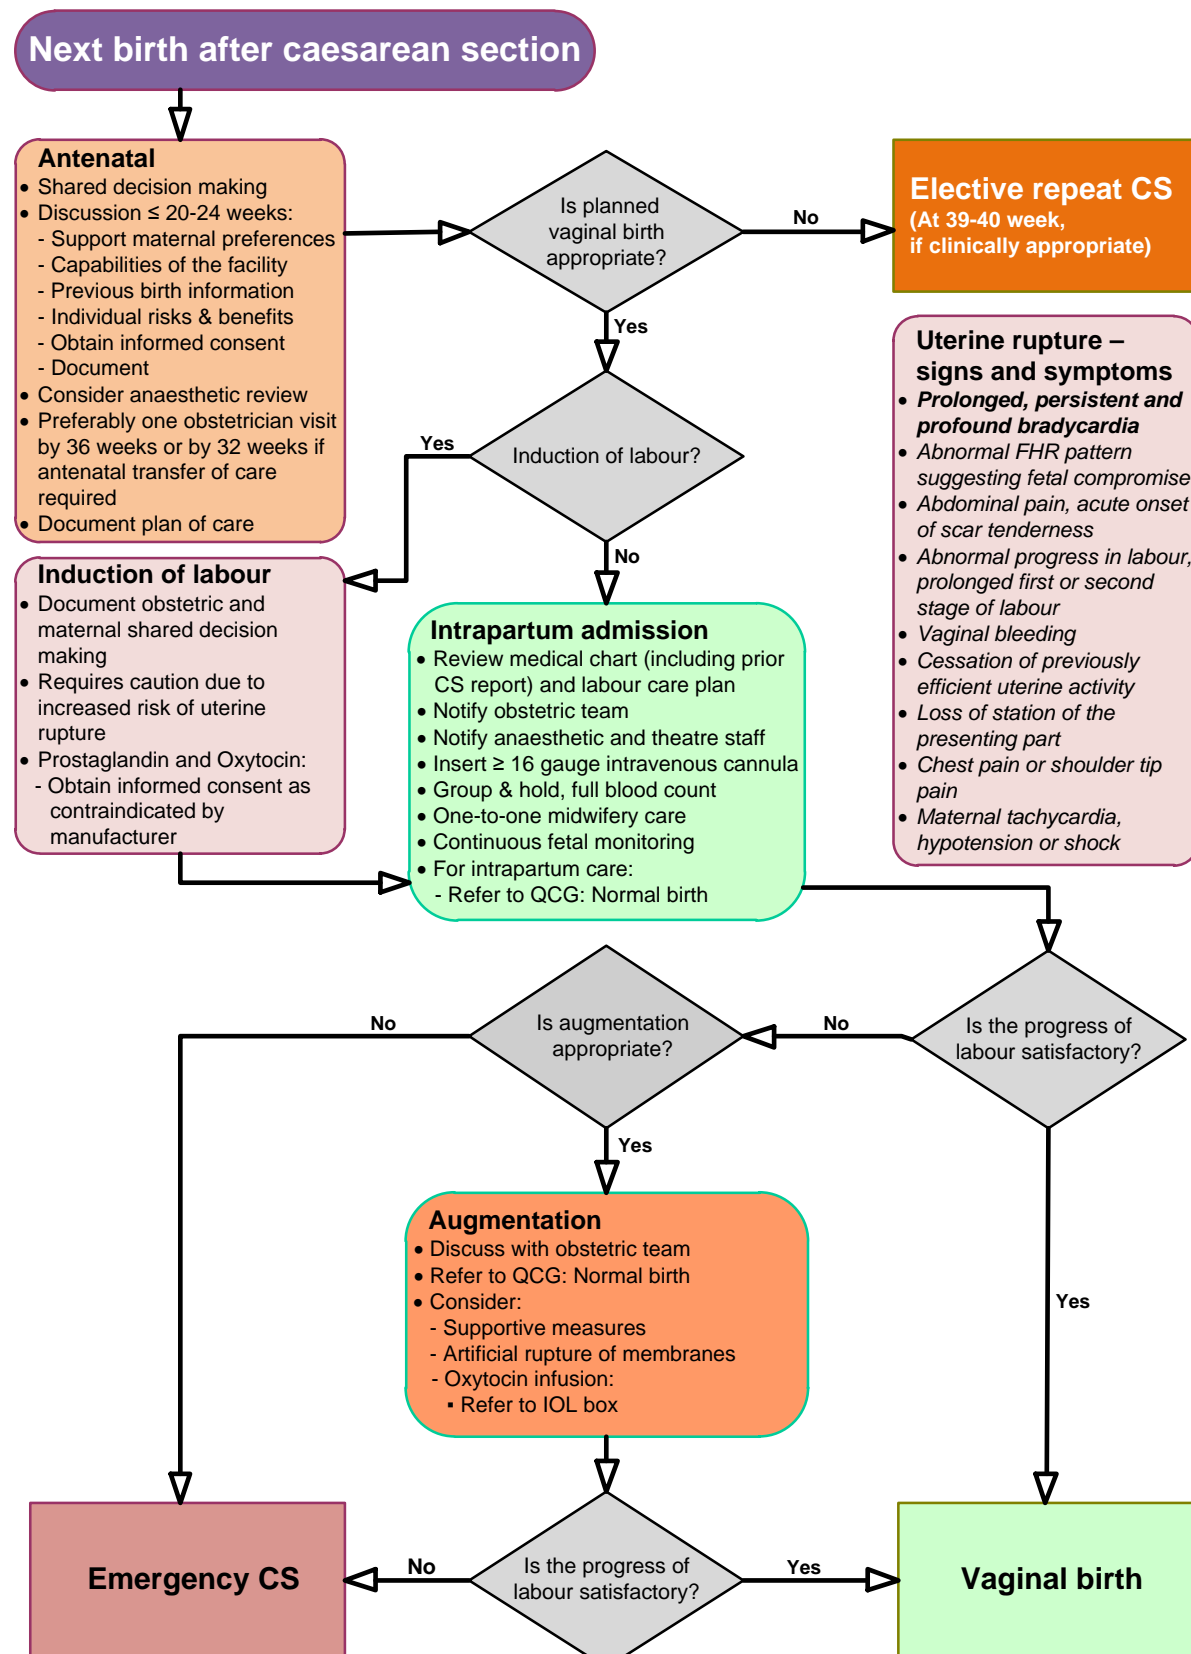 Next birth after caesarean section
Antenatal
• Shared decision making
• Discussion ≤ 20-24 weeks:
- Support maternal preferences
- Capabilities of the facility
- Previous birth information
- Individual risks & benefits
- Obtain informed consent
- Document
• Consider anaesthetic review
• Preferably one obstetrician visit
by 36 weeks or by 32 weeks if
antenatal transfer of care
required
• Document plan of care
Is planned
vaginal birth
appropriate?
No
Elective repeat CS
(At 39-40 week,
if clinically appropriate)
Yes
Induction of labour?
Yes
No
Uterine rupture –
signs and symptoms
• Prolonged, persistent and
profound bradycardia
• Abnormal FHR pattern
suggesting fetal compromise
• Abdominal pain, acute onset
of scar tenderness
• Abnormal progress in labour,
prolonged first or second
stage of labour
• Vaginal bleeding
• Cessation of previously
efficient uterine activity
• Loss of station of the
presenting part
• Chest pain or shoulder tip
pain
• Maternal tachycardia,
hypotension or shock
Induction of labour
• Document obstetric and
maternal shared decision
making
• Requires caution due to
increased risk of uterine
rupture
• Prostaglandin and Oxytocin:
- Obtain informed consent as
contraindicated by
manufacturer
Intrapartum admission
• Review medical chart (including prior
CS report) and labour care plan
• Notify obstetric team
• Notify anaesthetic and theatre staff
• Insert ≥ 16 gauge intravenous cannula
• Group & hold, full blood count
• One-to-one midwifery care
• Continuous fetal monitoring
• For intrapartum care:
- Refer to QCG: Normal birth
Is the progress of
labour satisfactory?
No
Is augmentation
appropriate?
No
Yes
Yes
Augmentation
• Discuss with obstetric team
• Refer to QCG: Normal birth
• Consider:
- Supportive measures
- Artificial rupture of membranes
- Oxytocin infusion:
▪ Refer to IOL box
Is the progress of
labour satisfactory?
No
Yes
Emergency CS
Vaginal birth